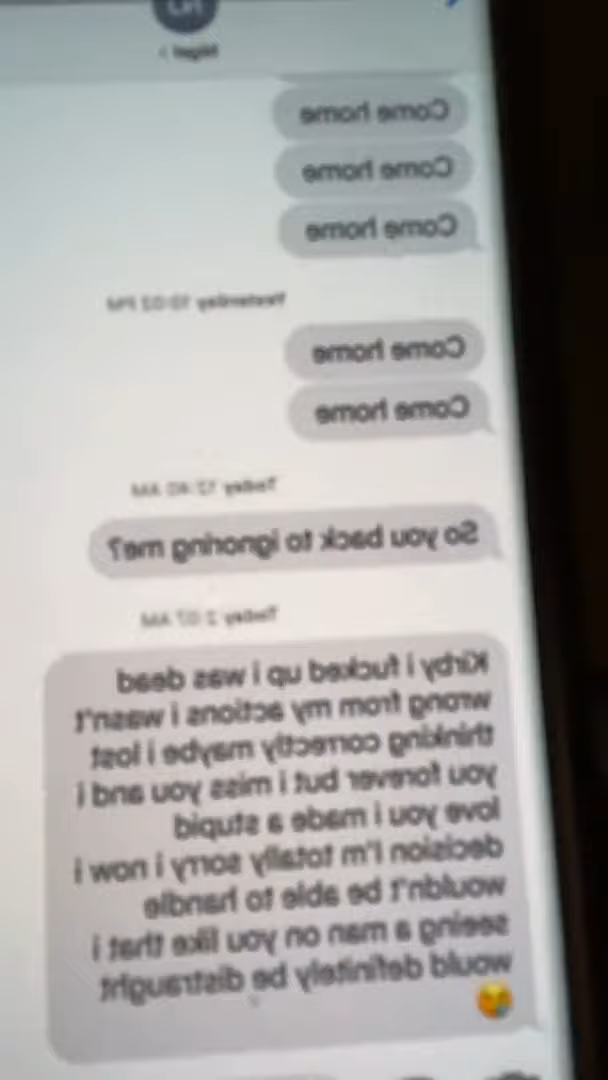 Come home
Come home
Come home
Yesterday 10:02 PM
Come home
Come home
Today 12:40 AM
So you back to ignoring me?
Today 2:07 AM
Kirby i fucked up i was dead
wrong from my actions i wasn't
thinking correctly maybe i lost
you forever but i miss you and i
love you i made a stupid
decision I'm totally sorry i now i
wouldn't be able to handle
seeing a man on you like that i
would definitely be distraught